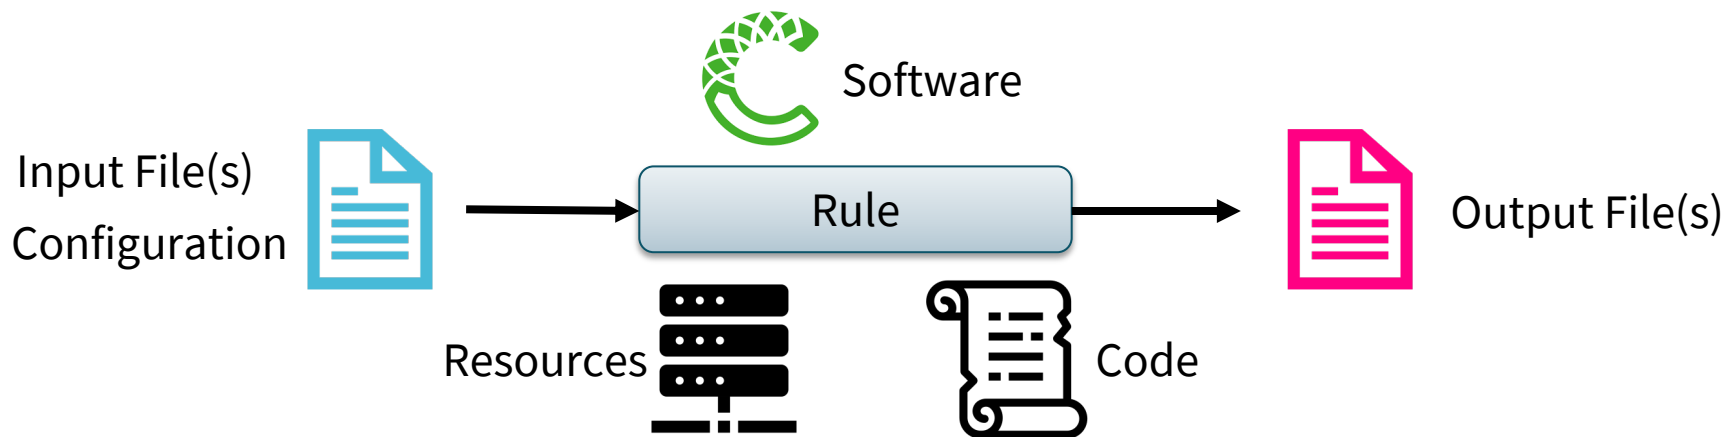 Software
Input File(s)
Configuration
Rule
Output File(s)
Resources
Code